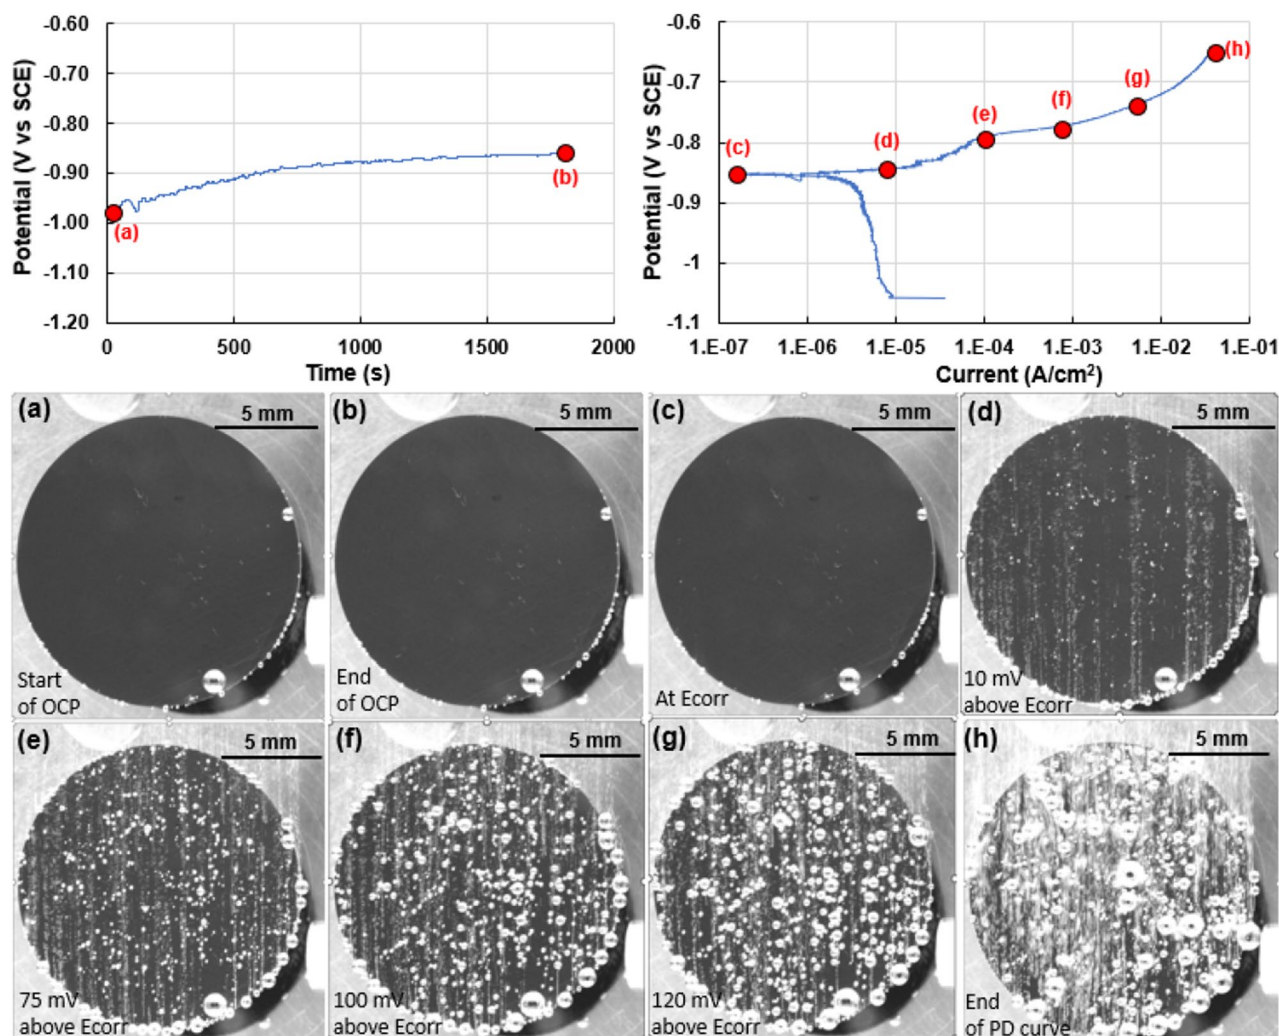 Potential (V vs SCE)
-0.60
-0.70
-0.80
-0.90
-1.00
-1.10
-1.20
(a)
(b)
0
500
1000
1500
2000
Time (s)
Potential (V vs SCE)
-0.6
-0.7
-0.8
-0.9
-1
-1.1
(c)
(d)
(e)
(f)
(g)
(h)
1.E-07
1.E-06
1.E-05
1.E-04
1.E-03
1.E-02
1.E-01
Current (A/cm²)
(a)
5 mm
Start
of OCP
(b)
5 mm
End
of OCP
(c)
5 mm
At Ecorr
(d)
5 mm
10 mV
above Ecorr
(e)
5 mm
75 mV
above Ecorr
(f)
5 mm
100 mV
above Ecorr
(g)
5 mm
120 mV
above Ecorr
(h)
5 mm
End
of PD curve